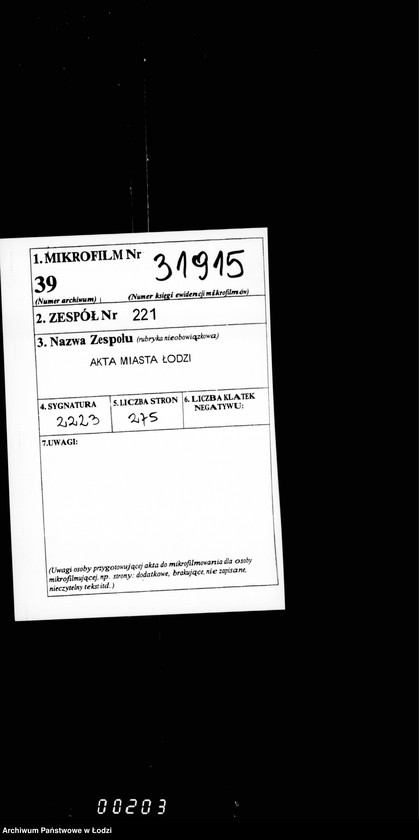 1. MIKROFILM Nr 31915
39
(Numer archiwum) (Numer księgi ewidencji mikrofilmów)
2. ZESPÓŁ Nr 221
3. Nazwa Zespołu (rubryka nieobowiązkowa)
AKTA MIASTA ŁODZI
4. SYGNATURA 5. LICZBA STRON 6. LICZBA KLATEK
NEGATYWU:
2223 275
7.UWAGI:
(Uwagi osoby przygotowującej akta do mikrofilmowania dla osoby
mikrofilmującej, np. strony: dodatkowe, brakujące, nie zapisane,
nieczytelny tekst itd.)
00203
Archiwum Państwowe w Łodzi